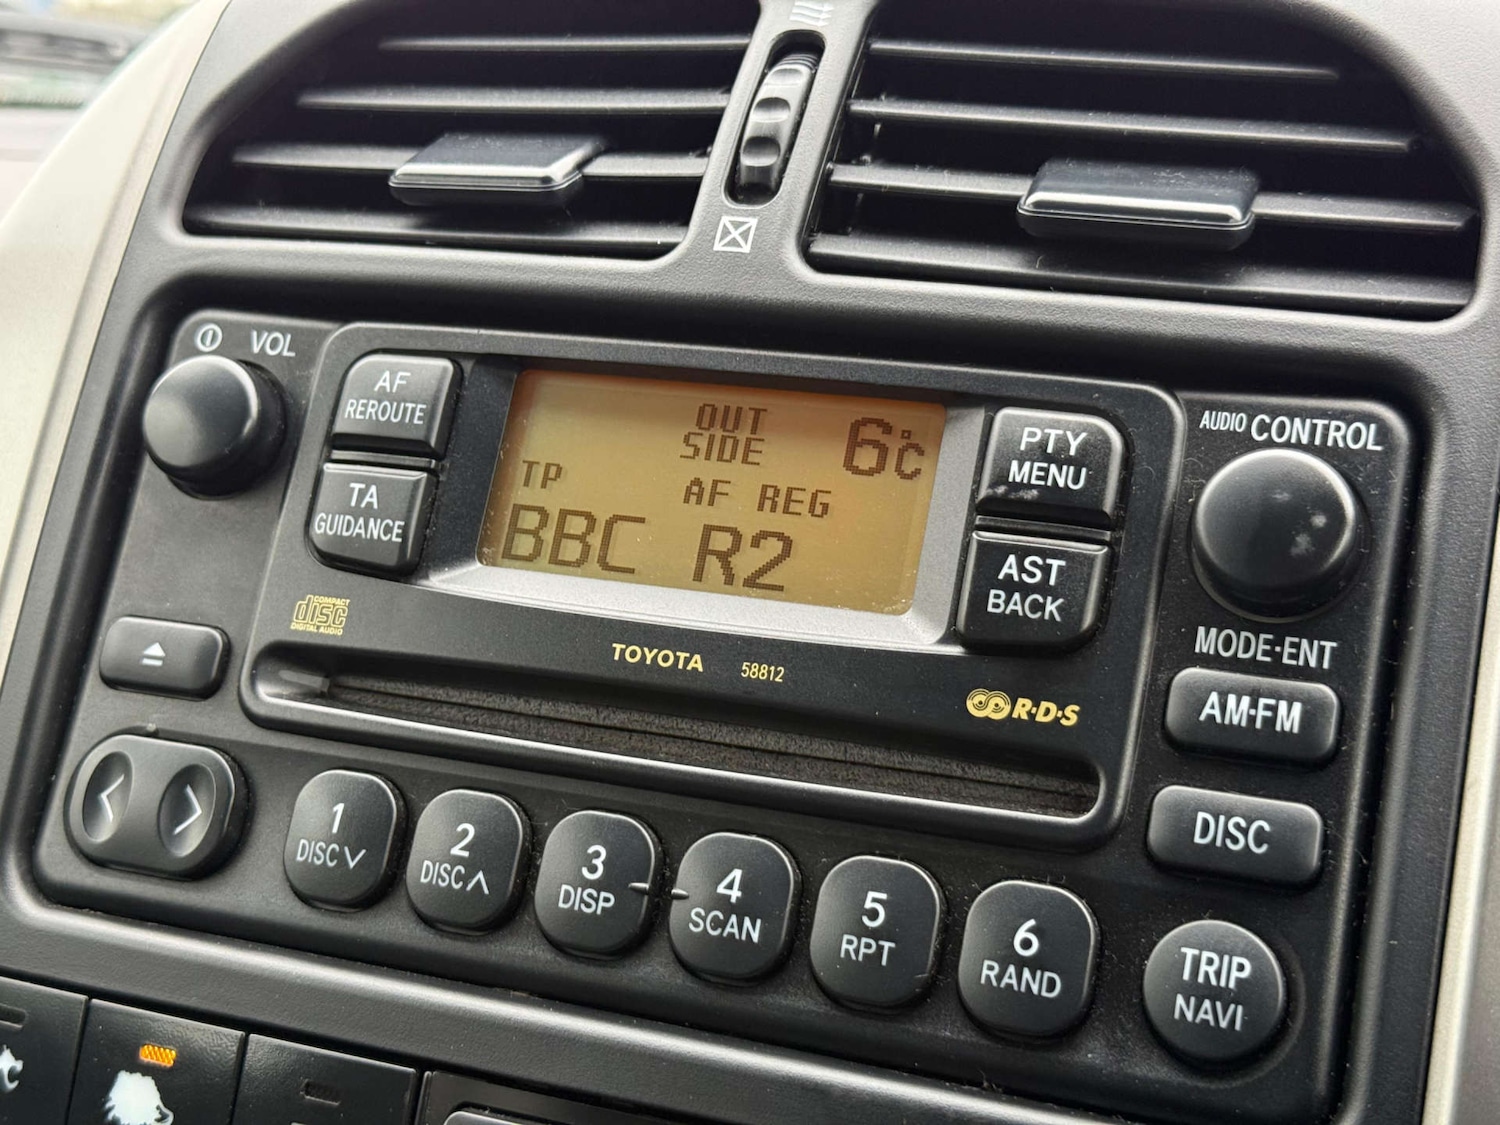 VOL
AF
REROUTE
TA
GUIDANCE
OUT
SIDE
6°C
TP
AF REG
BBC R2
PTY
MENU
AST
BACK
AUDIO CONTROL
MODE·ENT
COMPACT
disc
DIGITAL AUDIO
TOYOTA 58812
R·D·S
AM·FM
DISC
1
DISC
2
DISC
3
DISP
4
SCAN
5
RPT
6
RAND
TRIP
NAVI